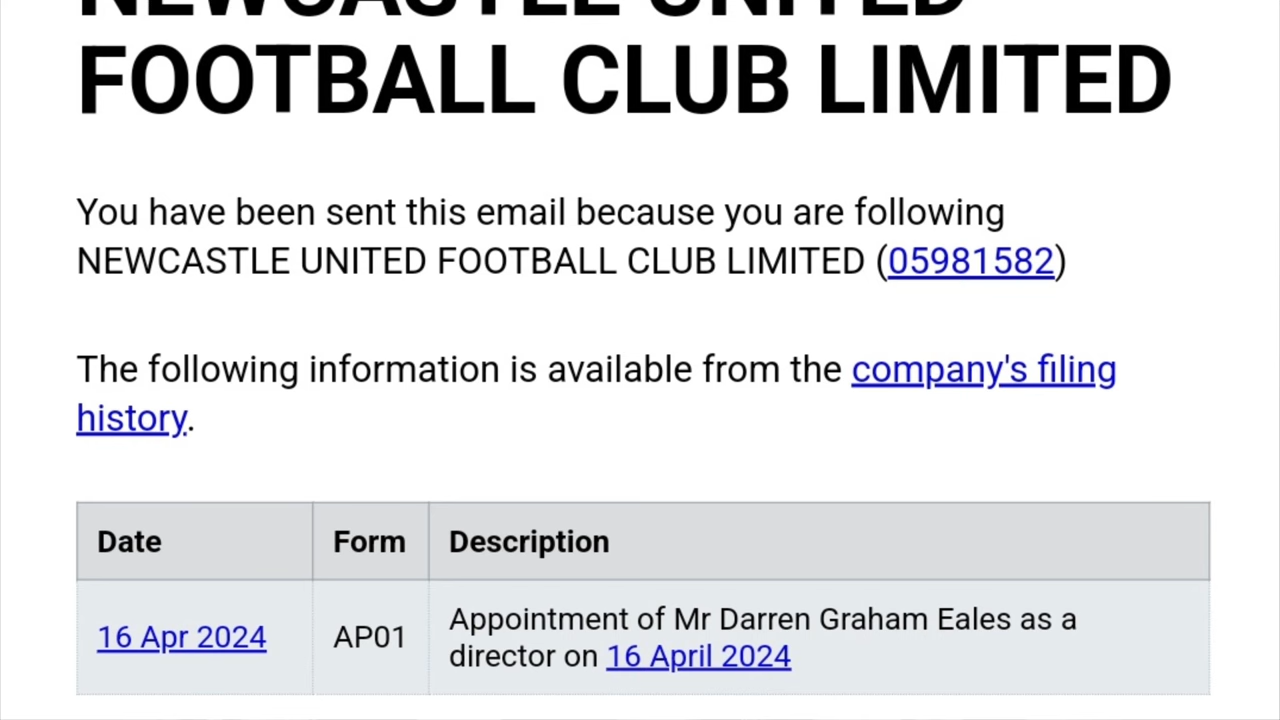 NEWCASTLE UNITED
FOOTBALL CLUB LIMITED
You have been sent this email because you are following
NEWCASTLE UNITED FOOTBALL CLUB LIMITED (05981582)
The following information is available from the company's filing
history.
Date Form Description
16 Apr 2024 AP01 Appointment of Mr Darren Graham Eales as a
director on 16 April 2024